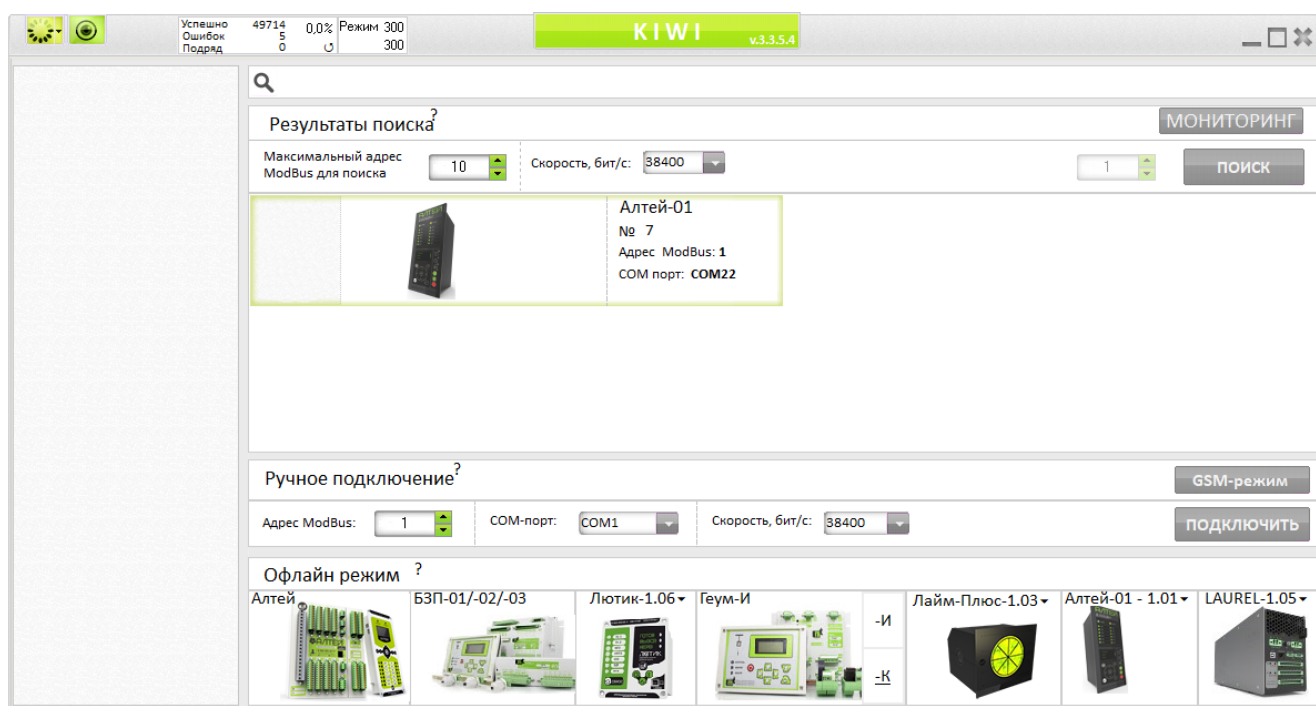 Успешно 49714 0,0% Режим 300
Ошибок 5
Подряд 0 300
KIWI v.3.3.5.4
Результаты поиска ?
МОНИТОРИНГ
Максимальный адрес
ModBus для поиска
10
Скорость, бит/с: 38400
1
ПОИСК
Алтей-01
№ 7
Адрес ModBus: 1
COM порт: COM22
Ручное подключение ?
GSM-режим
Адрес ModBus: 1
COM-порт: COM1
Скорость, бит/с: 38400
ПОДКЛЮЧИТЬ
Офлайн режим ?
Алтей
БЗП-01/-02/-03
Лютик-1.06
Геум-И
-И
-К
Лайм-Плюс-1.03
Алтей-01 - 1.01
LAUREL-1.05